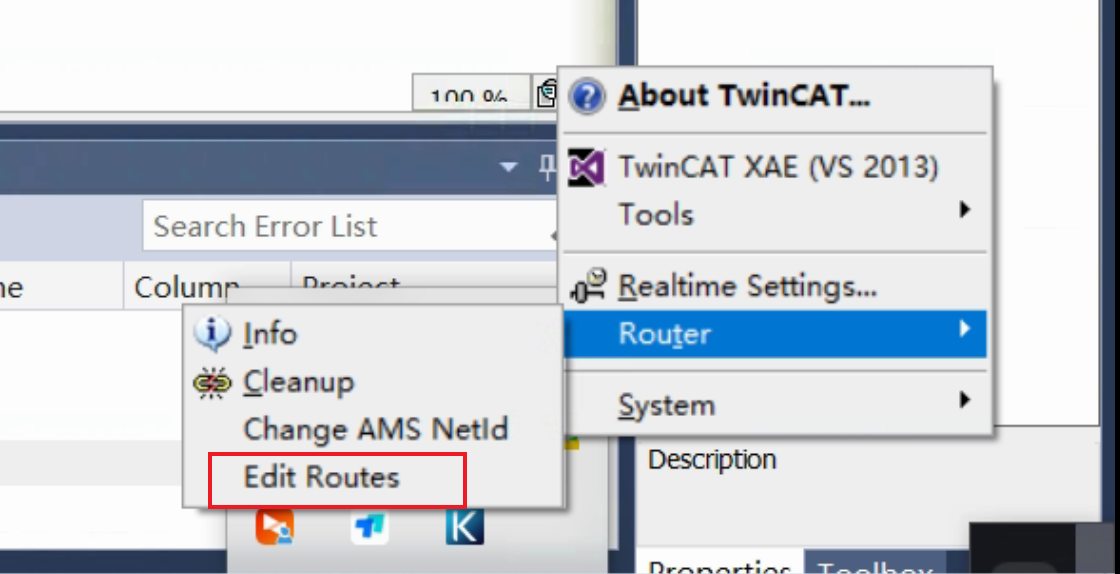 100 %
About TwinCAT...
TwinCAT XAE (VS 2013)
Tools
Search Error List
Realtime Settings...
ne
Column
Project
Router
Info
Cleanup
System
Change AMS NetId
Edit Routes
Description
Properties
Toolbox